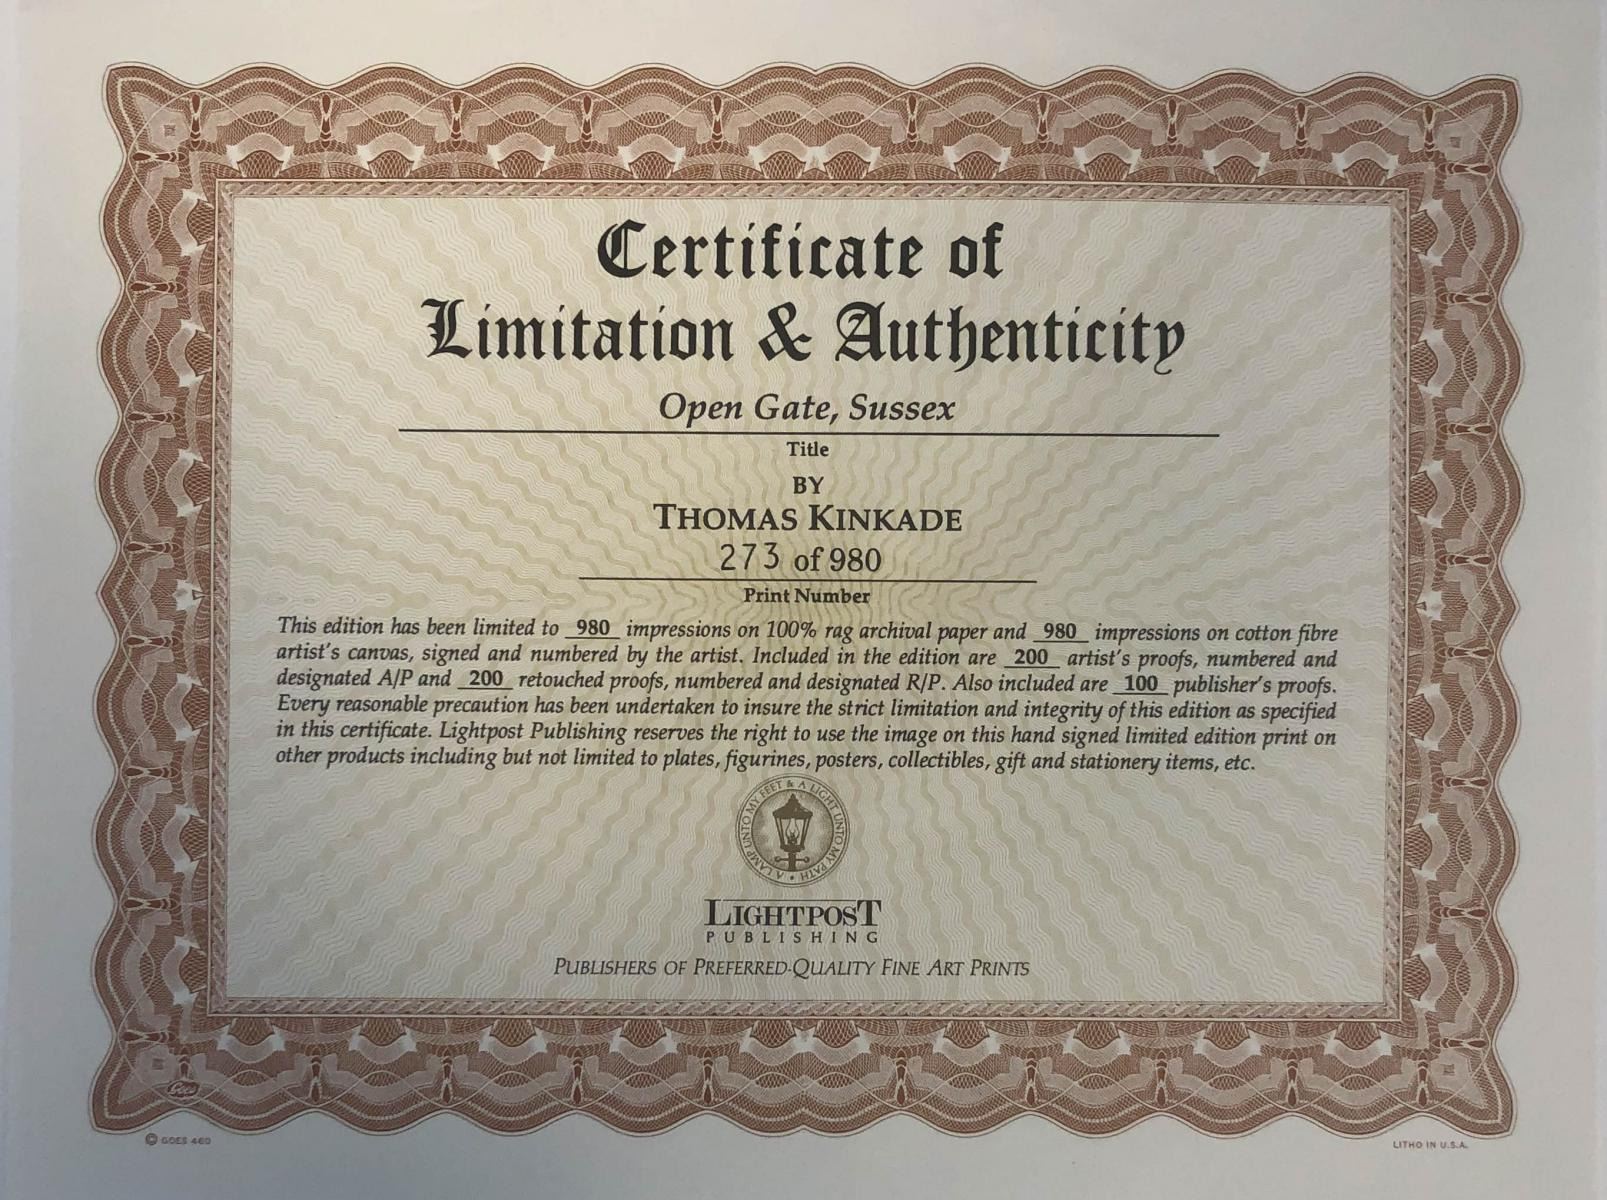 Certificate of
Limitation & Authenticity
Open Gate, Sussex
Title
BY
THOMAS KINKADE
273 of 980
Print Number
This edition has been limited to 980 impressions on 100% rag archival paper and 980 impressions on cotton fibre
artist's canvas, signed and numbered by the artist. Included in the edition are 200 artist's proofs, numbered and
designated A/P and 200 retouched proofs, numbered and designated R/P. Also included are 100 publisher's proofs.
Every reasonable precaution has been undertaken to insure the strict limitation and integrity of this edition as specified
in this certificate. Lightpost Publishing reserves the right to use the image on this hand signed limited edition print on
other products including but not limited to plates, figurines, posters, collectibles, gift and stationery items, etc.
A LAMP UNTO MY FEET & A LIGHT UNTO MY PATH •
LIGHTPOST
PUBLISHING
PUBLISHERS OF PREFERRED-QUALITY FINE ART PRINTS
Goes
© GOES 460
LITHO IN U.S.A.